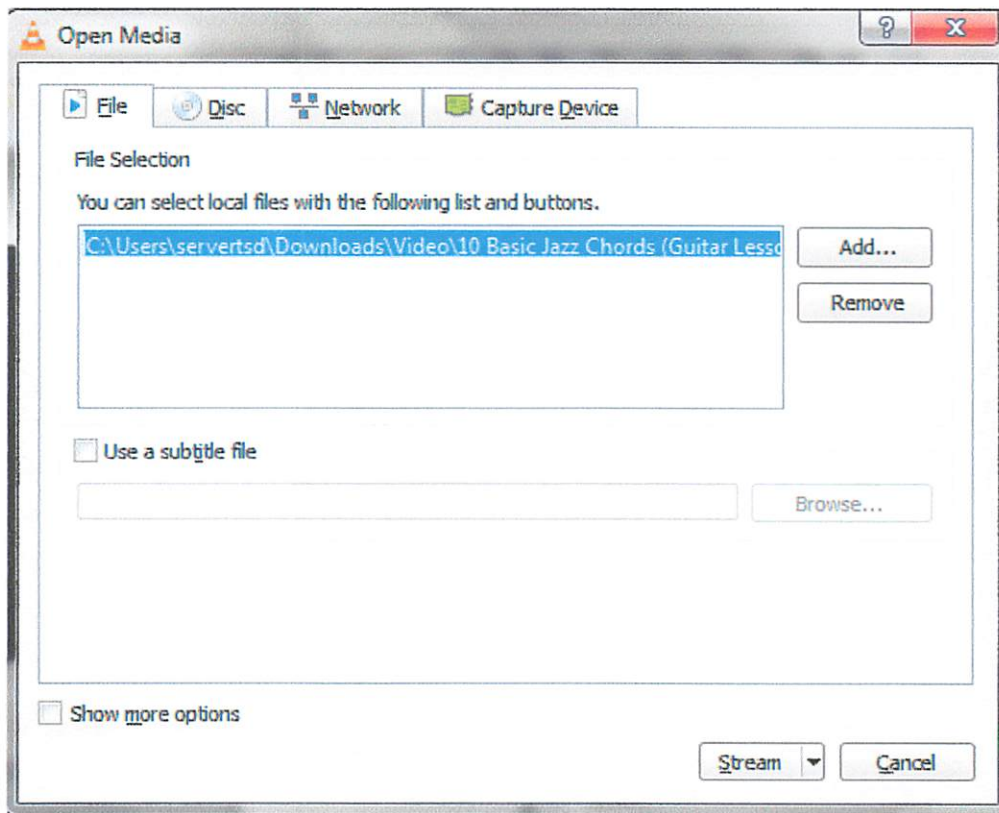 Open Media
? X
File Disc Network Capture Device
File Selection
You can select local files with the following list and buttons.
C:\Users\servertsd\Downloads\Video\10 Basic Jazz Chords (Guitar Lesso
Add...
Remove
Use a subtitle file
Browse...
Show more options
Stream Cancel